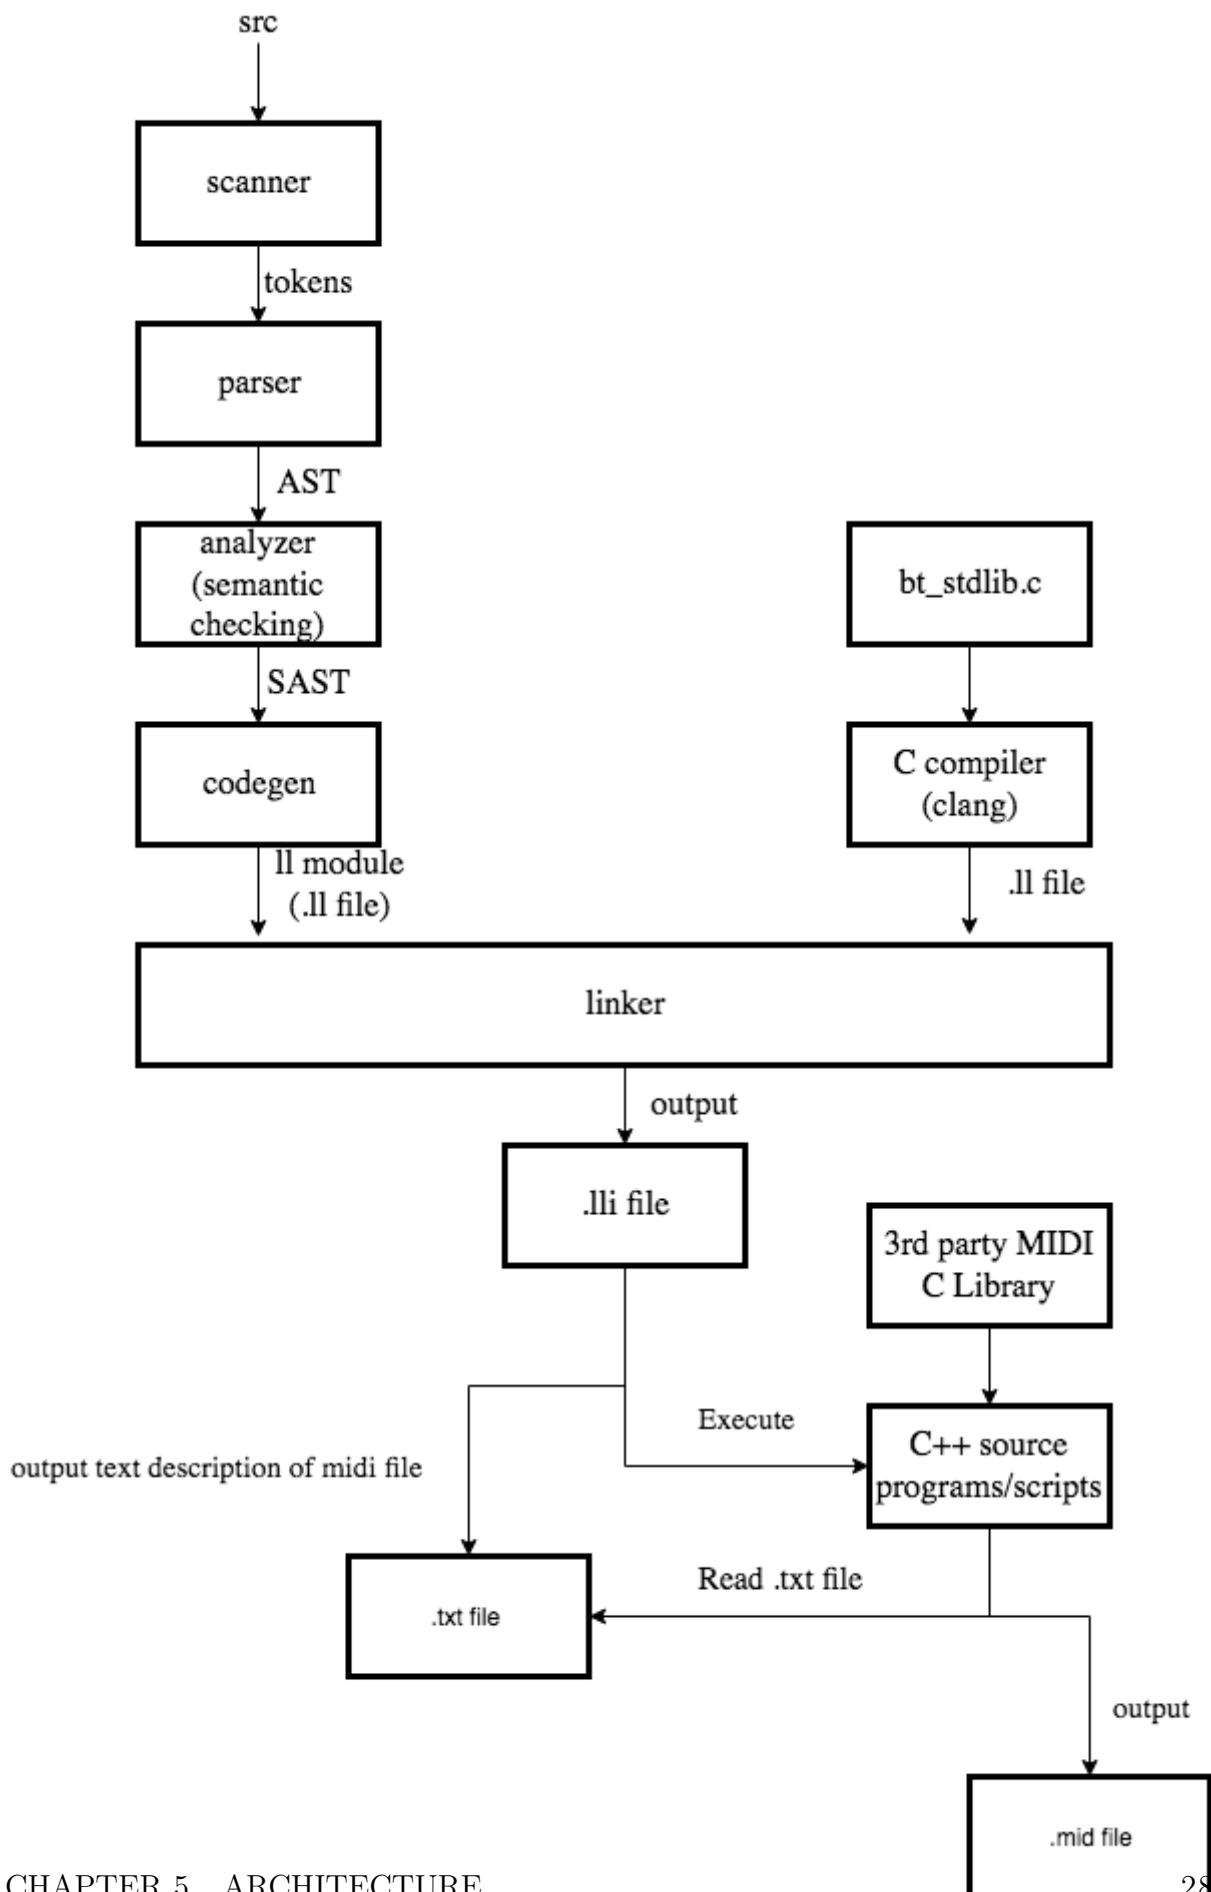 src
scanner
tokens
parser
AST
analyzer
(semantic
checking)
SAST
codegen
ll module
(.ll file)
bt_stdlib.c
C compiler
(clang)
.ll file
linker
output
.lli file
3rd party MIDI
C Library
Execute
C++ source
programs/scripts
output text description of midi file
Read .txt file
.txt file
output
.mid file
CHAPTER 5. ARCHITECTURE 28